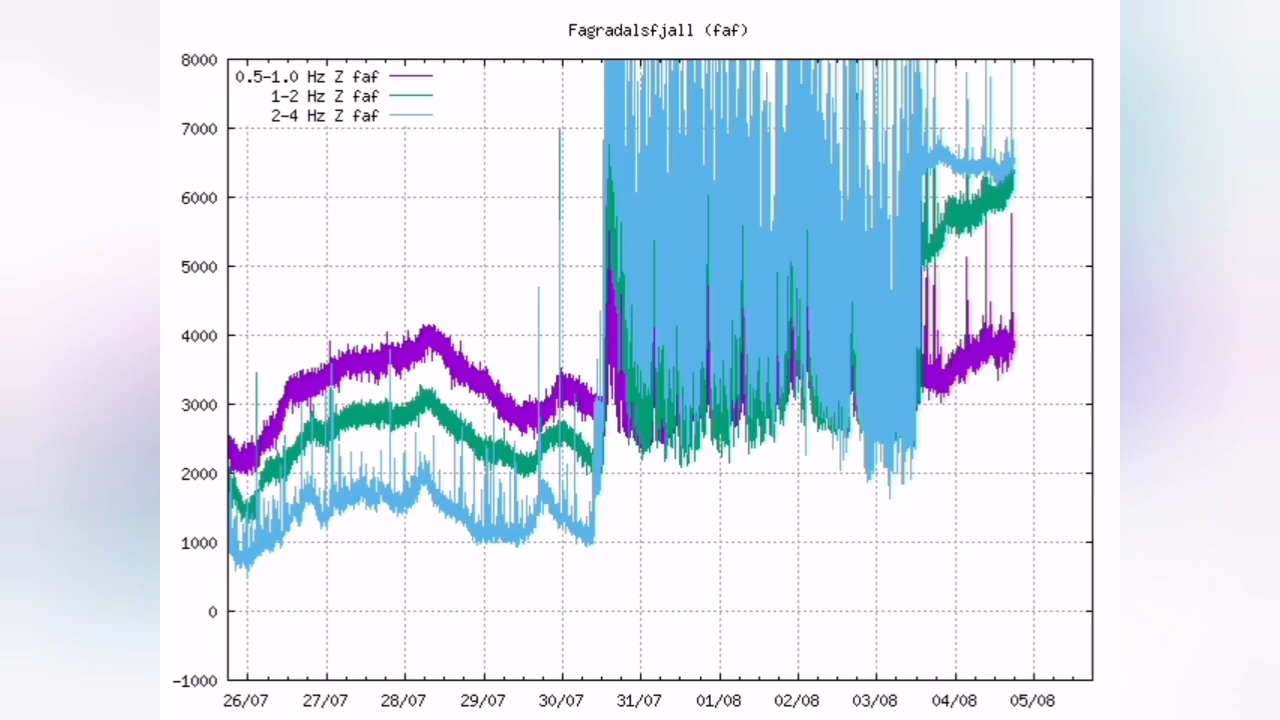 Fagradalsfjall (faf)
8000
0.5-1.0 Hz Z faf
1-2 Hz Z faf
2-4 Hz Z faf
7000
6000
5000
4000
3000
2000
1000
0
-1000
26/07 27/07 28/07 29/07 30/07 31/07 01/08 02/08 03/08 04/08 05/08